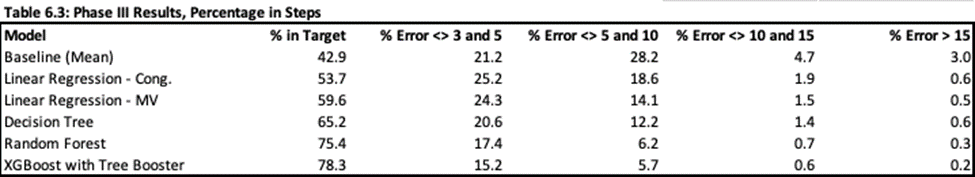 Table 6.3: Phase III Results, Percentage in Steps
Model % in Target % Error <> 3 and 5 % Error <> 5 and 10 % Error <> 10 and 15 % Error > 15
Baseline (Mean) 42.9 21.2 28.2 4.7 3.0
Linear Regression - Cong. 53.7 25.2 18.6 1.9 0.6
Linear Regression - MV 59.6 24.3 14.1 1.5 0.5
Decision Tree 65.2 20.6 12.2 1.4 0.6
Random Forest 75.4 17.4 6.2 0.7 0.3
XGBoost with Tree Booster 78.3 15.2 5.7 0.6 0.2